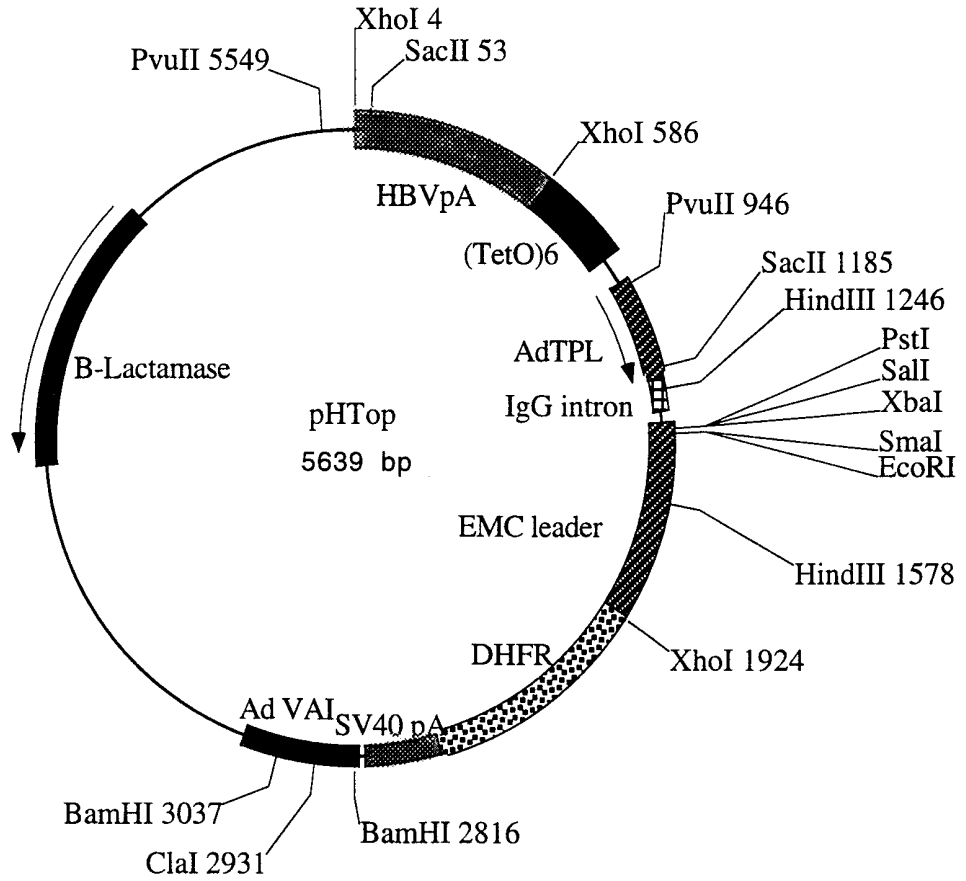 XhoI 4
SacII 53
PvuII 5549
XhoI 586
HBVpA
PvuII 946
(TetO)6
SacII 1185
HindIII 1246
PstI
AdTPL
SalI
B-Lactamase
XbaI
IgG intron
pHTop
SmaI
5639 bp
EcoRI
EMC leader
HindIII 1578
DHFR
XhoI 1924
Ad VAI
SV40 pA
BamHI 3037
BamHI 2816
ClaI 2931